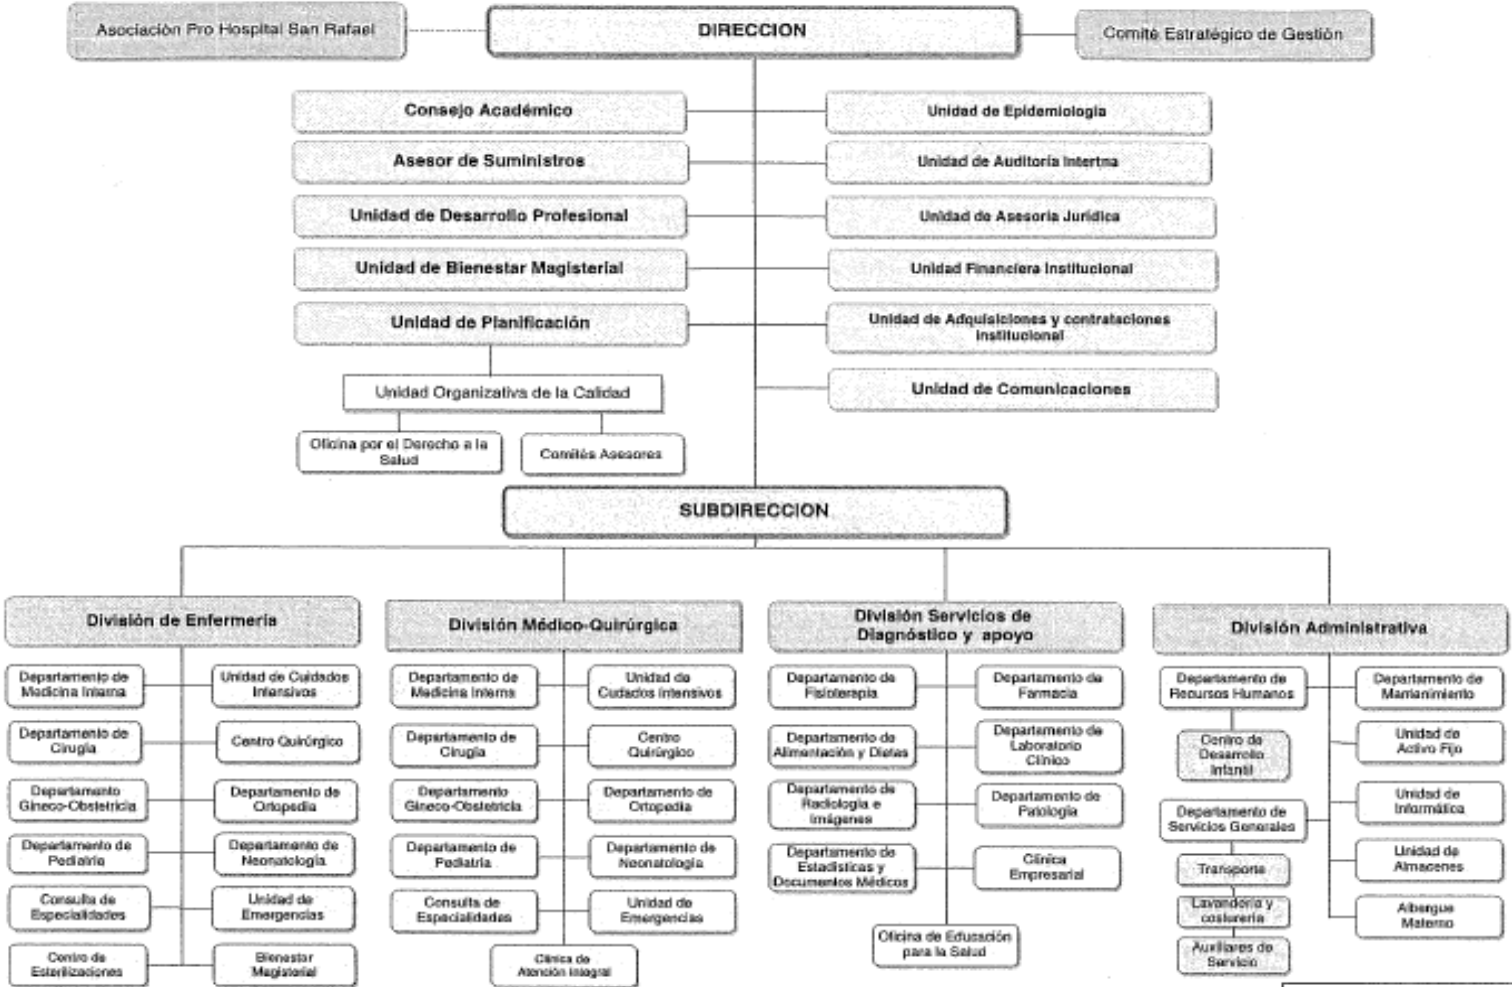 Asociación Pro Hospital San Rafael
DIRECCION
Comité Estratégico de Gestión
Consejo Académico
Unidad de Epidemiologia
Asesor de Suministros
Unidad de Auditoría Intertna
Unidad de Desarrollo Profesional
Unidad de Asesoria Juridica
Unidad de Bienestar Magisterial
Unidad Financiera Institucional
Unidad de Planificación
Unidad de Adquisiciones y contrataciones
institucional
Unidad Organizativa de la Calidad
Unidad de Comunicaciones
Oficina por el Derecho a la
Salud
Comités Asesores
SUBDIRECCION
División de Enfermería
Departamento de
Medicina Interna
Unidad de Cuidados
Intensivos
Departamento de
Cirugía
Centro Quirúrgico
Departamento
Gineco-Obstetricia
Departamento de
Ortopedia
Departamento de
Pediatría
Departamento de
Neonatología
Consulta de
Especialidades
Unidad de
Emergencias
Centro de
Esterilizaciones
Bienestar
Magisterial
División Médico-Quirúrgica
Departamento de
Medicina Interna
Unidad de
Cudados Intensivos
Departamento de
Cirugía
Centro
Quirúrgico
Departamento
Gineco-Obstetricia
Departamento de
Ortopedia
Departamento de
Pediatría
Departamento de
Neonatología
Consulta de
Especialidades
Unidad de
Emergencias
Clínica de
Atención Integral
División Servicios de
Diagnóstico y apoyo
Departamento de
Fisioterapia
Departamento de
Farmacia
Departamento de
Alimentación y Dietas
Departamento de
Laboratorio
Clínico
Departamento de
Radiología e
Imágenes
Departamento de
Patología
Departamento de
Estadísticas y
Documentos Médicos
Clínica
Empresarial
Oficina de Educación
para la Salud
División Administrativa
Departamento de
Recursos Humanos
Departamento de
Mantenimiento
Centro de
Desarrollo
Infantil
Unidad de
Activo Fijo
Departamento de
Servicios Generales
Unidad de
Informática
Transporte
Unidad de
Almacenes
Lavandería y
costurería
Albergue
Materno
Auxiliares de
Servicio